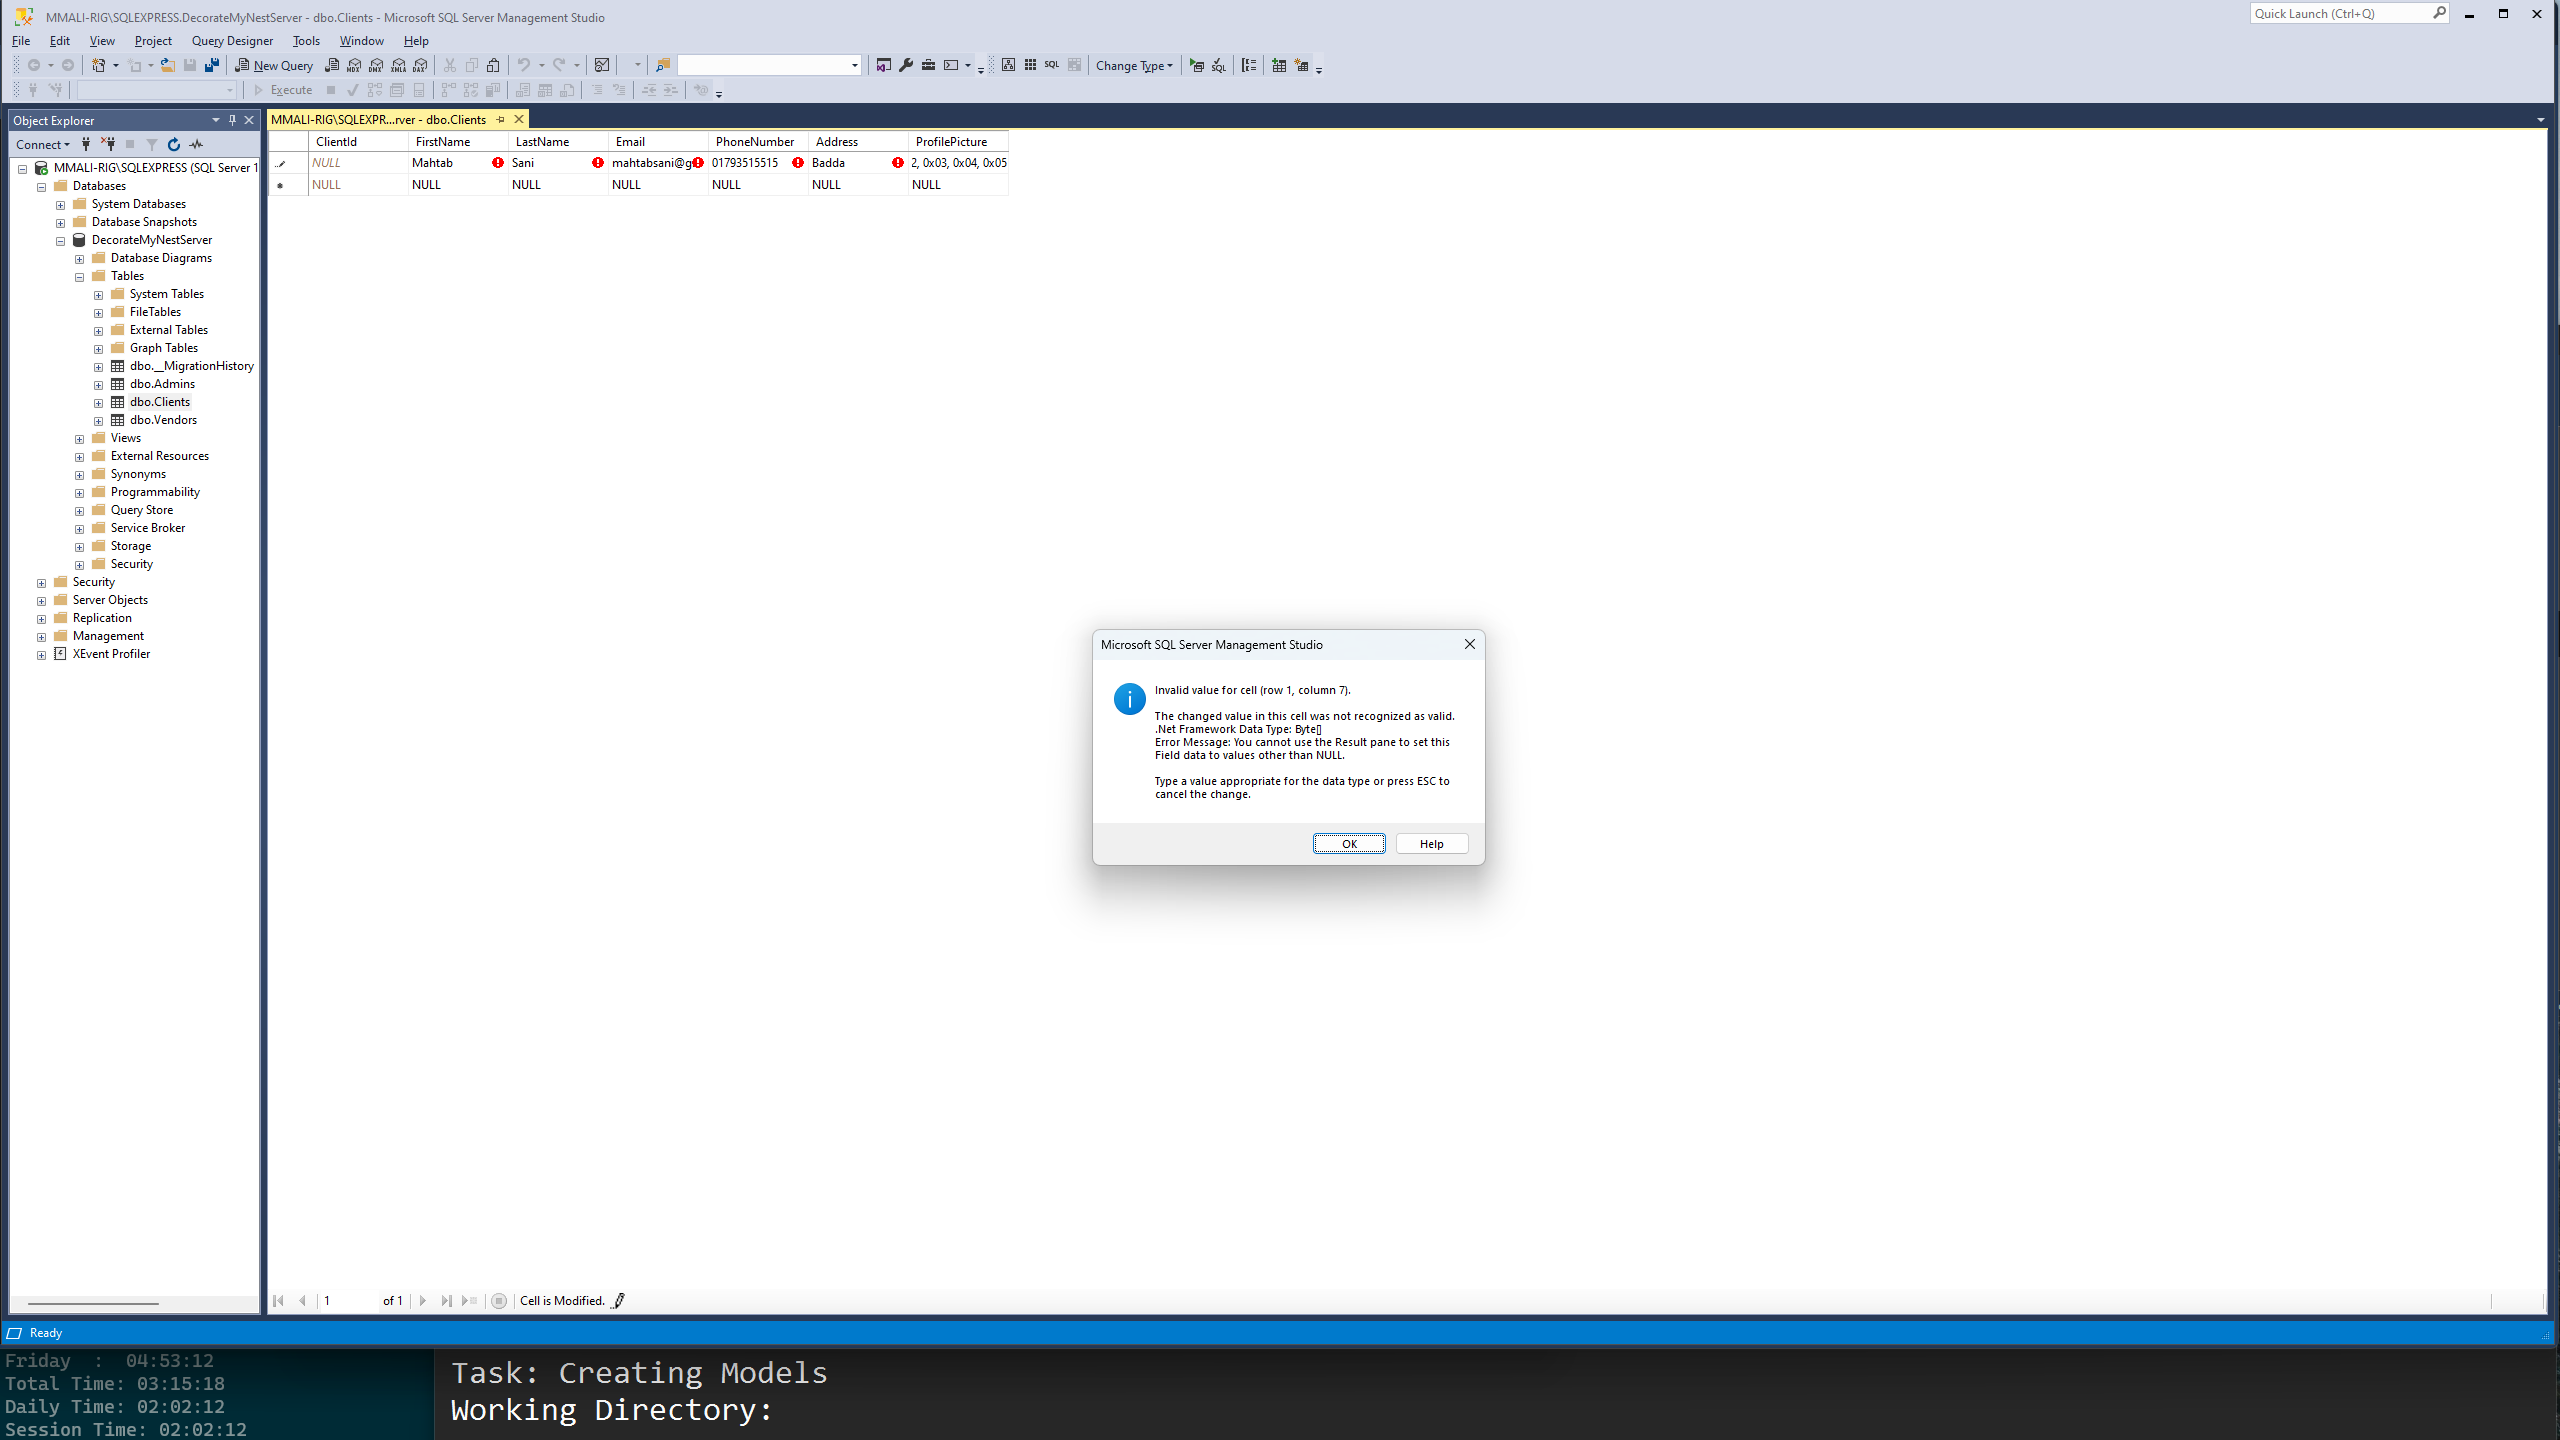 MMALI-RIG\SQLEXPRESS.DecorateMyNestServer - dbo.Clients - Microsoft SQL Server Management Studio
Quick Launch (Ctrl+Q)
File Edit View Project Query Designer Tools Window Help
New Query MDX DMX XMLA DAX SQL Change Type SQL
Execute
Object Explorer
Connect
MMALI-RIG\SQLEXPRESS (SQL Server 1
Databases
System Databases
Database Snapshots
DecorateMyNestServer
Database Diagrams
Tables
System Tables
FileTables
External Tables
Graph Tables
dbo.__MigrationHistory
dbo.Admins
dbo.Clients
dbo.Vendors
Views
External Resources
Synonyms
Programmability
Query Store
Service Broker
Storage
Security
Security
Server Objects
Replication
Management
XEvent Profiler
MMALI-RIG\SQLEXPR...rver - dbo.Clients
ClientId FirstName LastName Email PhoneNumber Address ProfilePicture
NULL Mahtab Sani mahtabsani@g 01793515515 Badda 2, 0x03, 0x04, 0x05
NULL NULL NULL NULL NULL NULL NULL
Microsoft SQL Server Management Studio
Invalid value for cell (row 1, column 7).
The changed value in this cell was not recognized as valid.
.Net Framework Data Type: Byte[]
Error Message: You cannot use the Result pane to set this
Field data to values other than NULL.
Type a value appropriate for the data type or press ESC to
cancel the change.
OK Help
1 of 1 Cell is Modified.
Ready
Friday : 04:53:12
Total Time: 03:15:18
Daily Time: 02:02:12
Session Time: 02:02:12
Task: Creating Models
Working Directory: